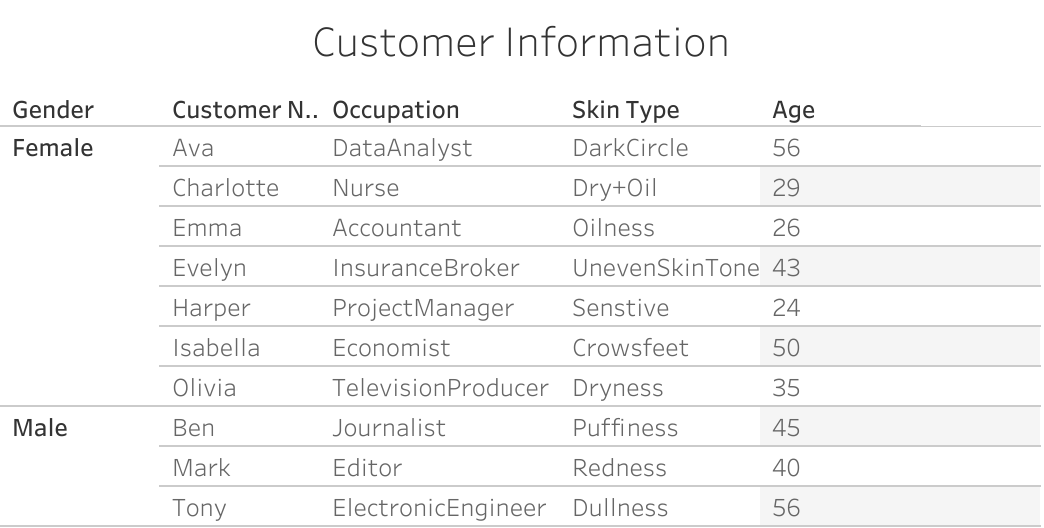 Customer Information
Gender Customer N.. Occupation Skin Type Age
Female Ava DataAnalyst DarkCircle 56
Charlotte Nurse Dry+Oil 29
Emma Accountant Oilness 26
Evelyn InsuranceBroker UnevenSkinTone 43
Harper ProjectManager Senstive 24
Isabella Economist Crowsfeet 50
Olivia TelevisionProducer Dryness 35
Male Ben Journalist Puffiness 45
Mark Editor Redness 40
Tony ElectronicEngineer Dullness 56